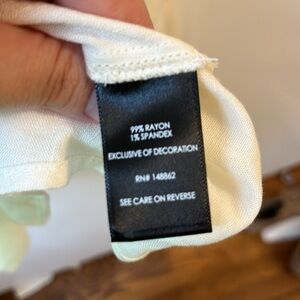 99% RAYON
1% SPANDEX
EXCLUSIVE OF DECORATION
RN# 148862
SEE CARE ON REVERSE